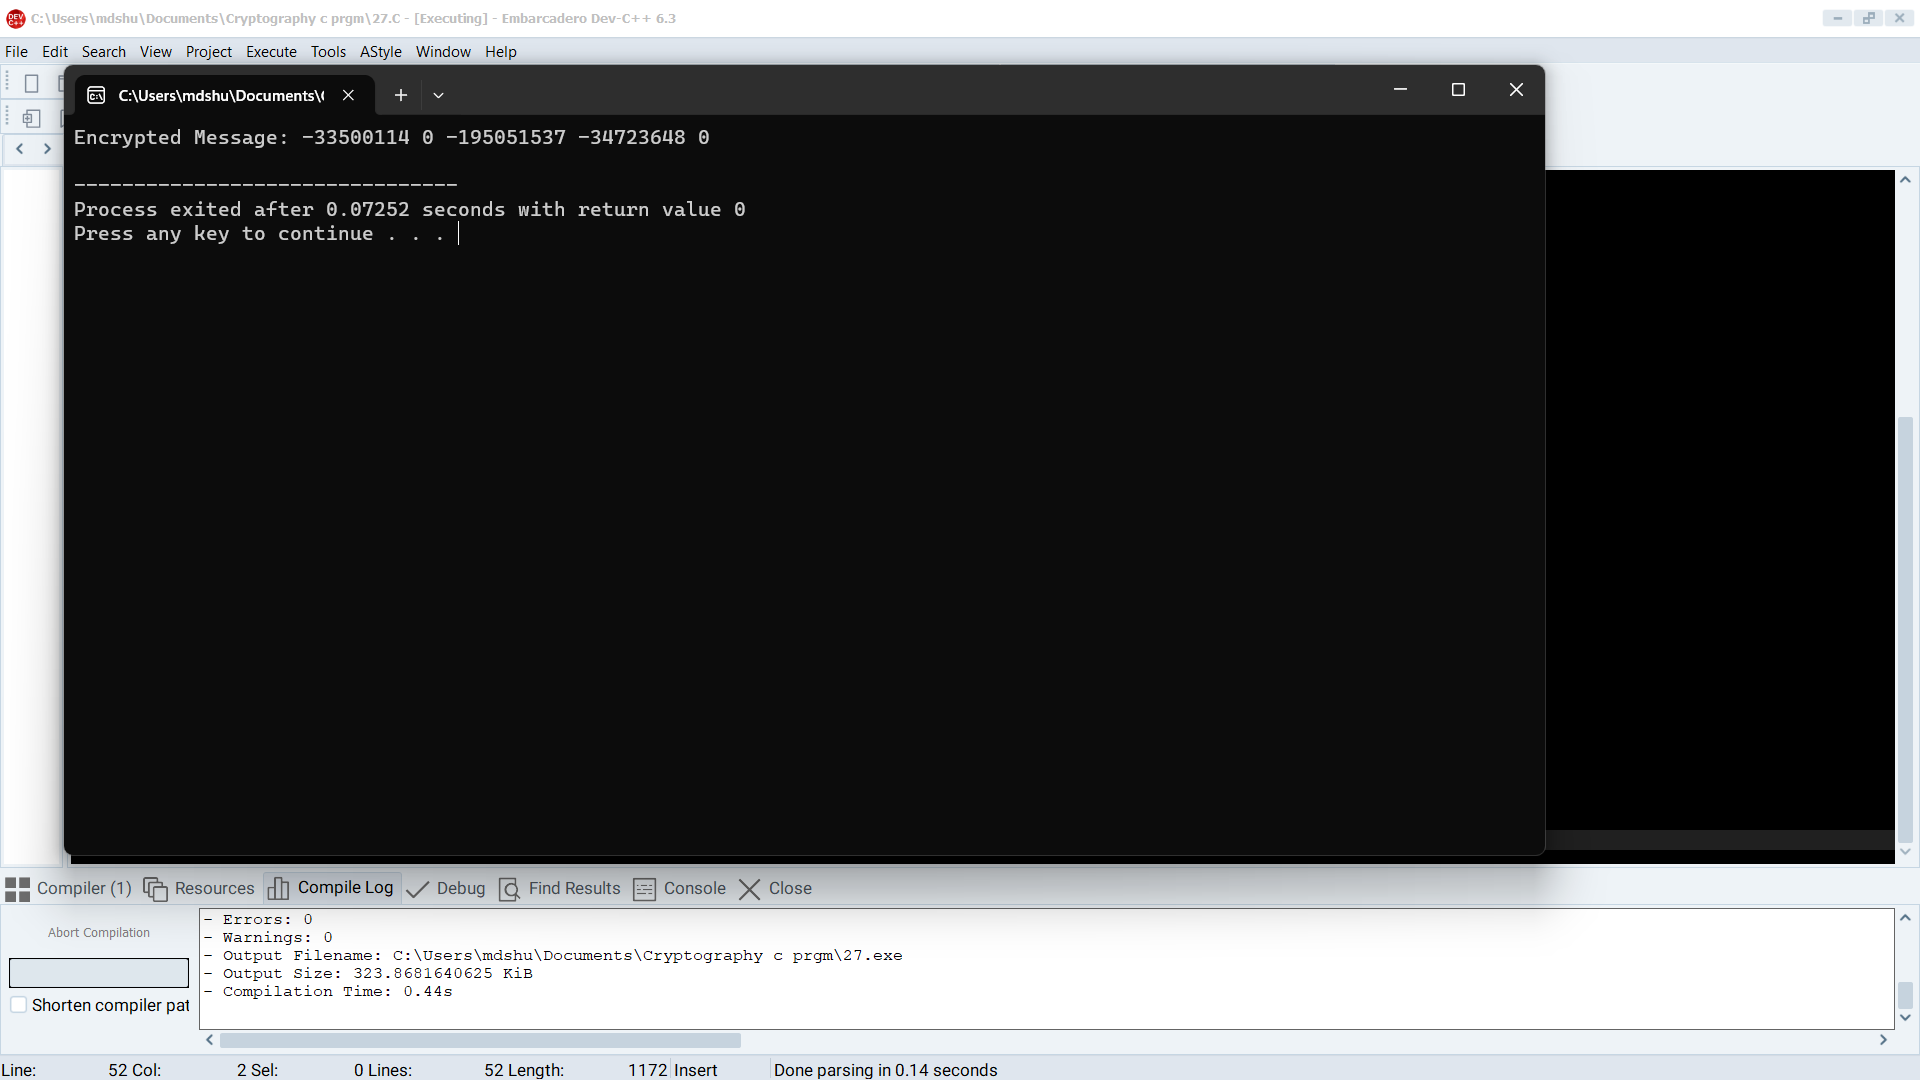 C:\Users\mdshu\Documents\Cryptography c prgm\27.C - [Executing] - Embarcadero Dev-C++ 6.3
File Edit Search View Project Execute Tools AStyle Window Help
C:\Users\mdshu\Documents\
Encrypted Message: -33500114 0 -195051537 -34723648 0
--------------------------------
Process exited after 0.07252 seconds with return value 0
Press any key to continue . . .
Compiler (1) Resources Compile Log Debug Find Results Console Close
Abort Compilation
Shorten compiler pat
- Errors: 0
- Warnings: 0
- Output Filename: C:\Users\mdshu\Documents\Cryptography c prgm\27.exe
- Output Size: 323.8681640625 KiB
- Compilation Time: 0.44s
Line: 52 Col: 2 Sel: 0 Lines: 52 Length: 1172 Insert Done parsing in 0.14 seconds